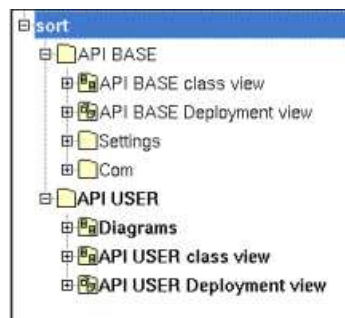 sort
API BASE
API BASE class view
API BASE Deployment view
Settings
Com
API USER
Diagrams
API USER class view
API USER Deployment view